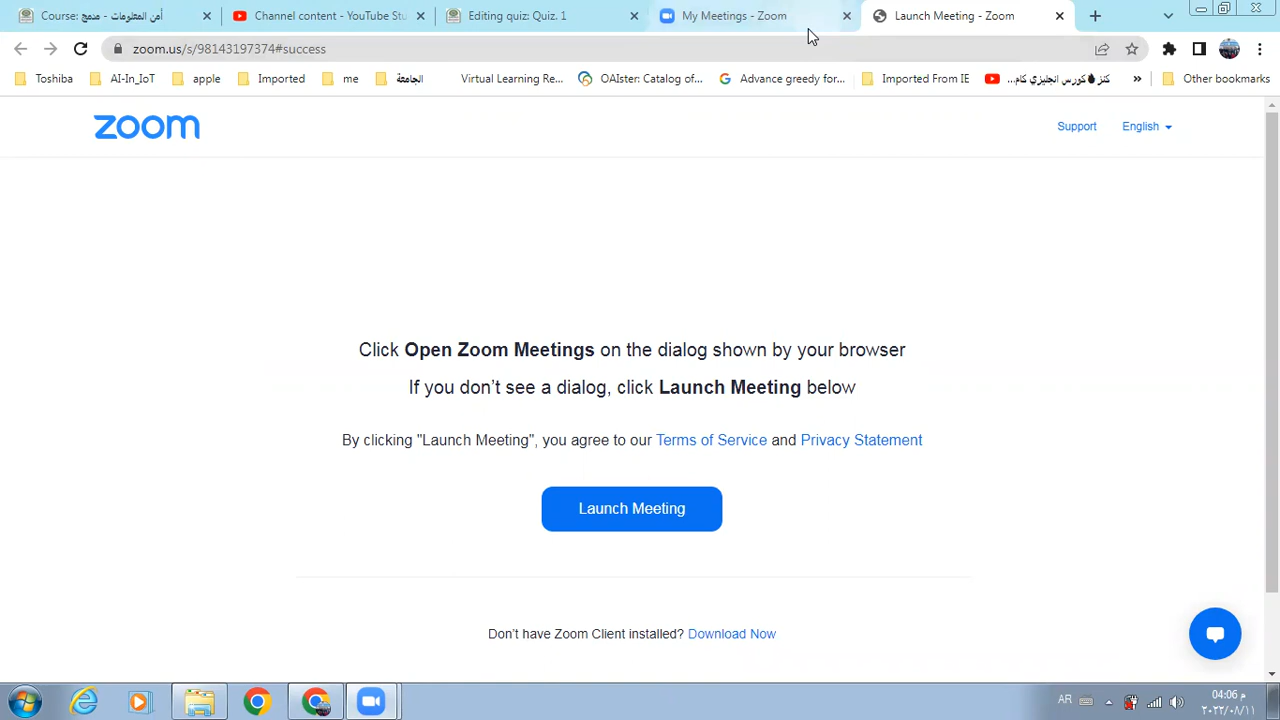 Course: أمن المعلومات - مدمج
Channel content - YouTube Stu
Editing quiz: Quiz. 1
My Meetings - Zoom
Launch Meeting - Zoom
zoom.us/s/98143197374#success
Toshiba
AI-In_IoT
apple
Imported
me
الجامعة
Virtual Learning Re...
OAIster: Catalog of...
Advance greedy for...
Imported From IE
كنز كورس انجليزي كام...
Other bookmarks
zoom
Support
English
Click Open Zoom Meetings on the dialog shown by your browser
If you don't see a dialog, click Launch Meeting below
By clicking "Launch Meeting", you agree to our Terms of Service and Privacy Statement
Launch Meeting
Don't have Zoom Client installed? Download Now
AR
04:06 م
٢٠٢٢/٠٨/١١